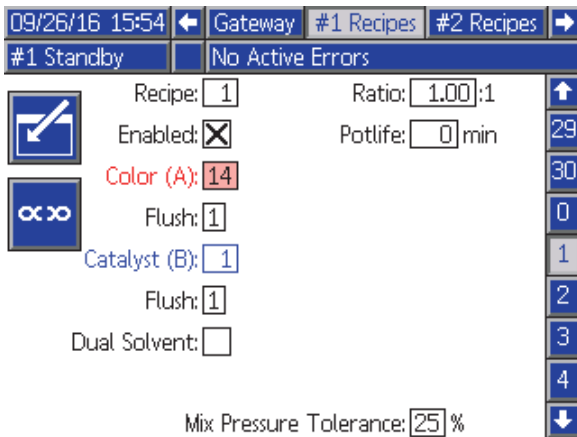 09/26/16 15:54 Gateway #1 Recipes #2 Recipes
#1 Standby No Active Errors
Recipe: 1 Ratio: 1.00 :1
Enabled: Potlife: 0 min
29
Color (A): 14
30
Flush: 1
0
Catalyst (B): 1
1
Flush: 1
2
Dual Solvent:
3
4
Mix Pressure Tolerance: 25 %